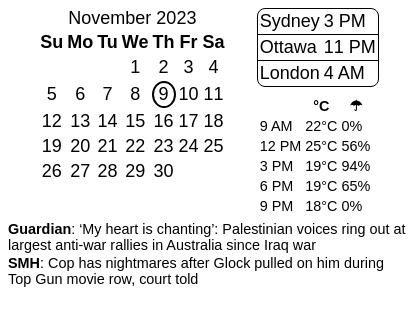 November 2023
Su Mo Tu We Th Fr Sa
1 2 3 4
5 6 7 8 9 10 11
12 13 14 15 16 17 18
19 20 21 22 23 24 25
26 27 28 29 30
Sydney 3 PM
Ottawa 11 PM
London 4 AM
°C ☂
9 AM 22°C 0%
12 PM 25°C 56%
3 PM 19°C 94%
6 PM 19°C 65%
9 PM 18°C 0%
Guardian: ‘My heart is chanting’: Palestinian voices ring out at
largest anti-war rallies in Australia since Iraq war
SMH: Cop has nightmares after Glock pulled on him during
Top Gun movie row, court told